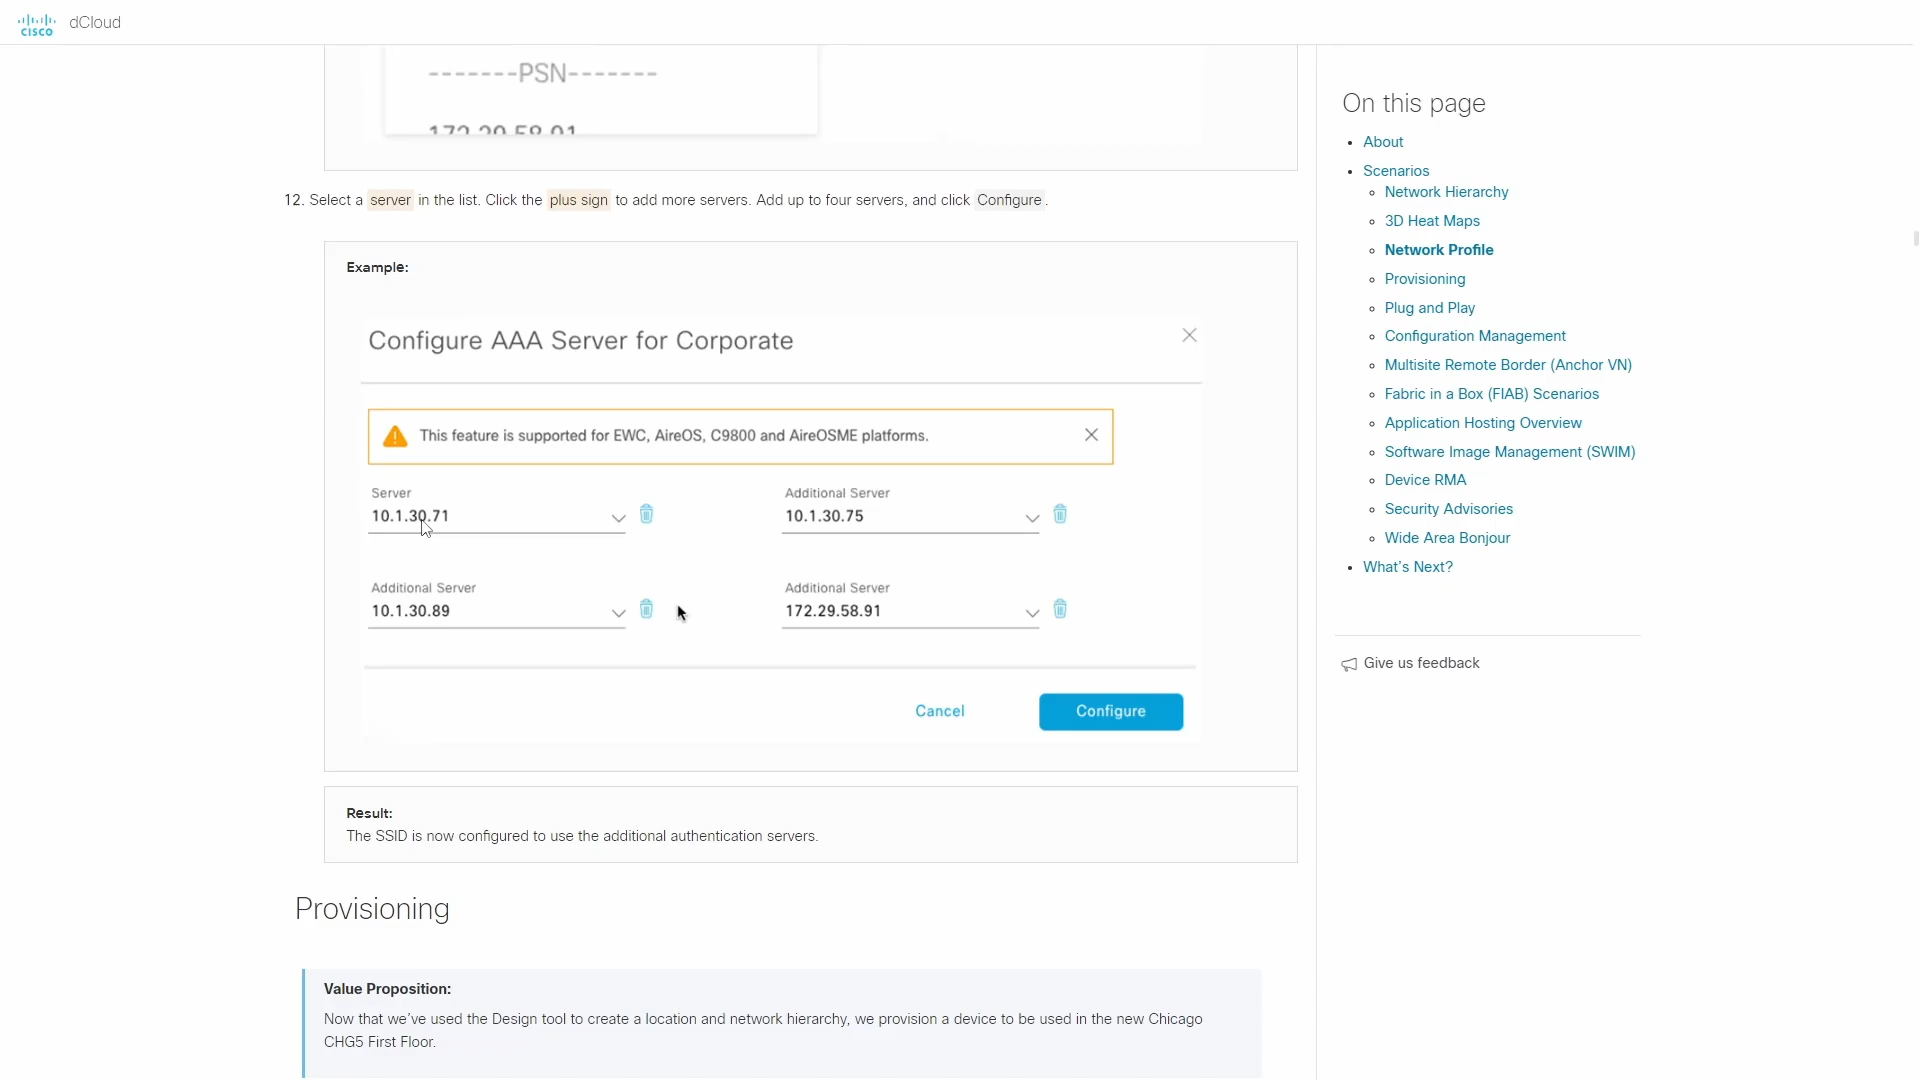 cisco dCloud
-------PSN-------
172.29.58.91
12. Select a server in the list. Click the plus sign to add more servers. Add up to four servers, and click Configure.
Example:
Configure AAA Server for Corporate
This feature is supported for EWC, AireOS, C9800 and AireOSME platforms.
Server
10.1.30.71
Additional Server
10.1.30.75
Additional Server
10.1.30.89
Additional Server
172.29.58.91
Cancel
Configure
Result:
The SSID is now configured to use the additional authentication servers.
Provisioning
Value Proposition:
Now that we've used the Design tool to create a location and network hierarchy, we provision a device to be used in the new Chicago
CHG5 First Floor.
On this page
About
Scenarios
Network Hierarchy
3D Heat Maps
Network Profile
Provisioning
Plug and Play
Configuration Management
Multisite Remote Border (Anchor VN)
Fabric in a Box (FIAB) Scenarios
Application Hosting Overview
Software Image Management (SWIM)
Device RMA
Security Advisories
Wide Area Bonjour
What's Next?
Give us feedback